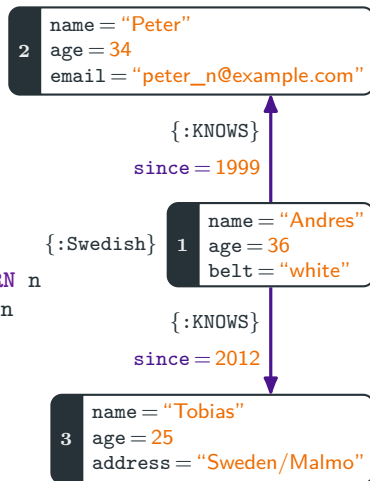 name = “Peter”
2
age = 34
email = “peter_n@example.com”
{:KNOWS}
since = 1999
{:Swedish}
1
name = “Andres”
age = 36
belt = “white”
n
n
{:KNOWS}
since = 2012
name = “Tobias”
3
age = 25
address = “Sweden/Malmo”